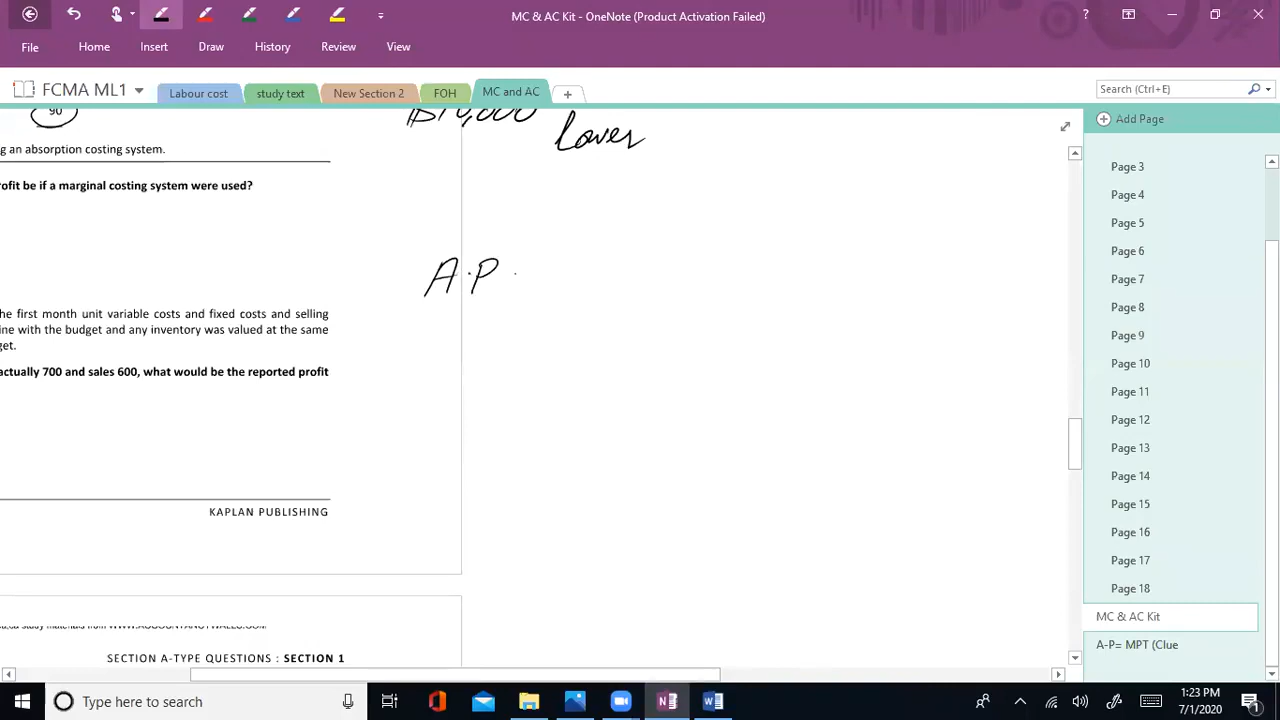 MC & AC Kit - OneNote (Product Activation Failed)
File Home Insert Draw History Review View
FCMA ML1 Labour cost study text New Section 2 FOH MC and AC
Search (Ctrl+E)
Add Page
90
Lower
ng an absorption costing system.
rofit be if a marginal costing system were used?
A.P
he first month unit variable costs and fixed costs and selling
ine with the budget and any inventory was valued at the same
get.
actually 700 and sales 600, what would be the reported profit
KAPLAN PUBLISHING
SECTION A-TYPE QUESTIONS : SECTION 1
Page 3
Page 4
Page 5
Page 6
Page 7
Page 8
Page 9
Page 10
Page 11
Page 12
Page 13
Page 14
Page 15
Page 16
Page 17
Page 18
MC & AC Kit
A-P= MPT (Clue
Type here to search
1:23 PM
7/1/2020